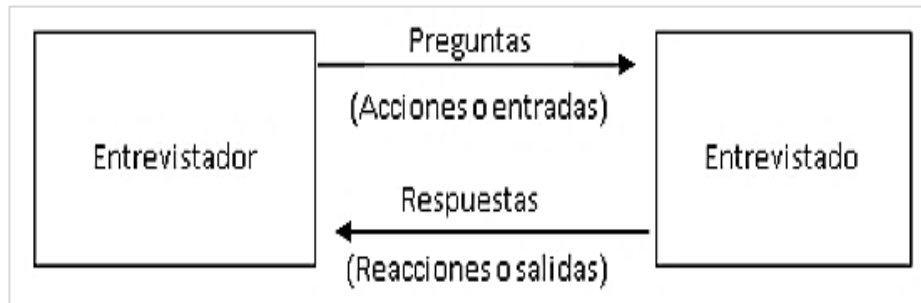 Preguntas
(Acciones o entradas)
Entrevistador
Entrevistado
Respuestas
(Reacciones o salidas)